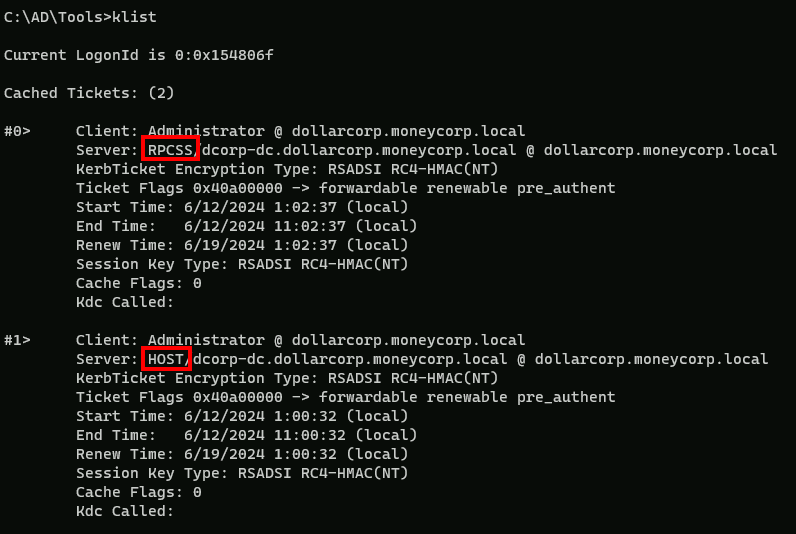 C:\AD\Tools>klist
Current LogonId is 0:0x154806f
Cached Tickets: (2)
#0> Client: Administrator @ dollarcorp.moneycorp.local
Server: RPCSS/dcorp-dc.dollarcorp.moneycorp.local @ dollarcorp.moneycorp.local
KerbTicket Encryption Type: RSADSI RC4-HMAC(NT)
Ticket Flags 0x40a00000 -> forwardable renewable pre_authent
Start Time: 6/12/2024 1:02:37 (local)
End Time: 6/12/2024 11:02:37 (local)
Renew Time: 6/19/2024 1:02:37 (local)
Session Key Type: RSADSI RC4-HMAC(NT)
Cache Flags: 0
Kdc Called:
#1> Client: Administrator @ dollarcorp.moneycorp.local
Server: HOST/dcorp-dc.dollarcorp.moneycorp.local @ dollarcorp.moneycorp.local
KerbTicket Encryption Type: RSADSI RC4-HMAC(NT)
Ticket Flags 0x40a00000 -> forwardable renewable pre_authent
Start Time: 6/12/2024 1:00:32 (local)
End Time: 6/12/2024 11:00:32 (local)
Renew Time: 6/19/2024 1:00:32 (local)
Session Key Type: RSADSI RC4-HMAC(NT)
Cache Flags: 0
Kdc Called: